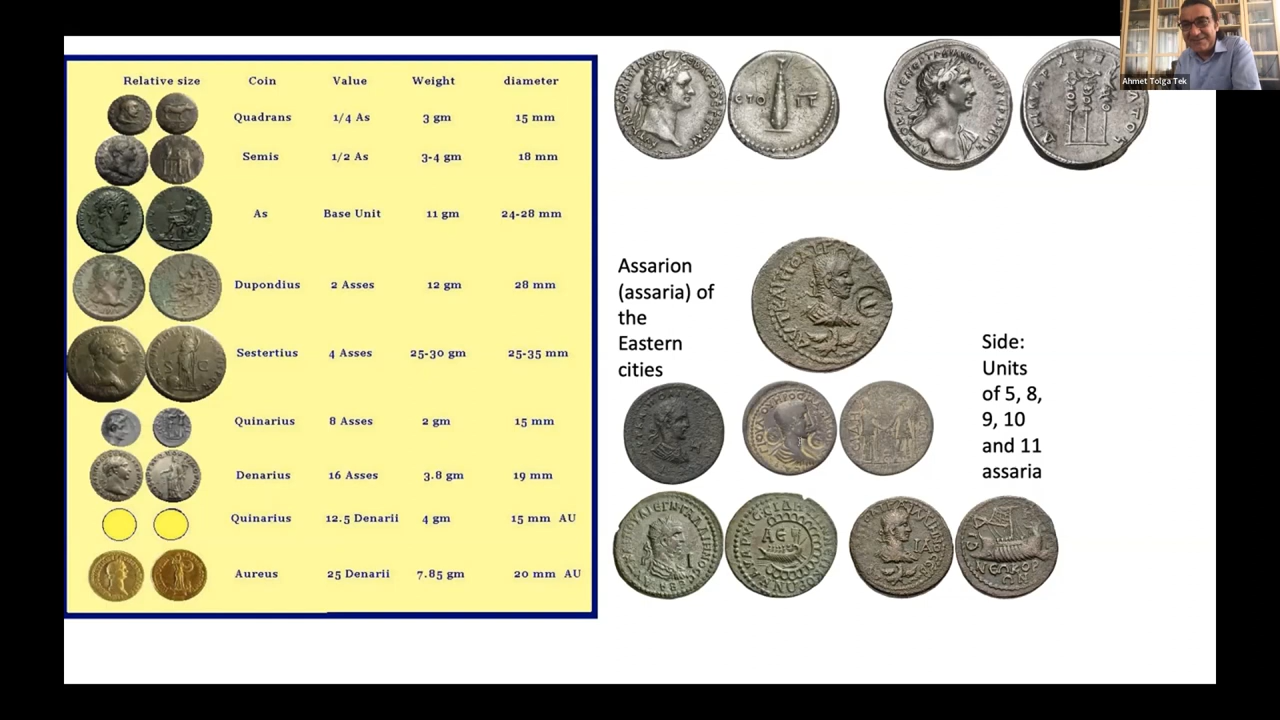 Relative size Coin Value Weight diameter
Quadrans 1/4 As 3 gm 15 mm
Semis 1/2 As 3-4 gm 18 mm
As Base Unit 11 gm 24-28 mm
Dupondius 2 Asses 12 gm 28 mm
Sestertius 4 Asses 25-30 gm 25-35 mm
Quinarius 8 Asses 2 gm 15 mm
Denarius 16 Asses 3.8 gm 19 mm
Quinarius 12.5 Denarii 4 gm 15 mm AU
Aureus 25 Denarii 7.85 gm 20 mm AU
Assarion
(assaria) of
the
Eastern
cities
Side:
Units
of 5, 8,
9, 10
and 11
assaria
Ahmet Tolga Tek